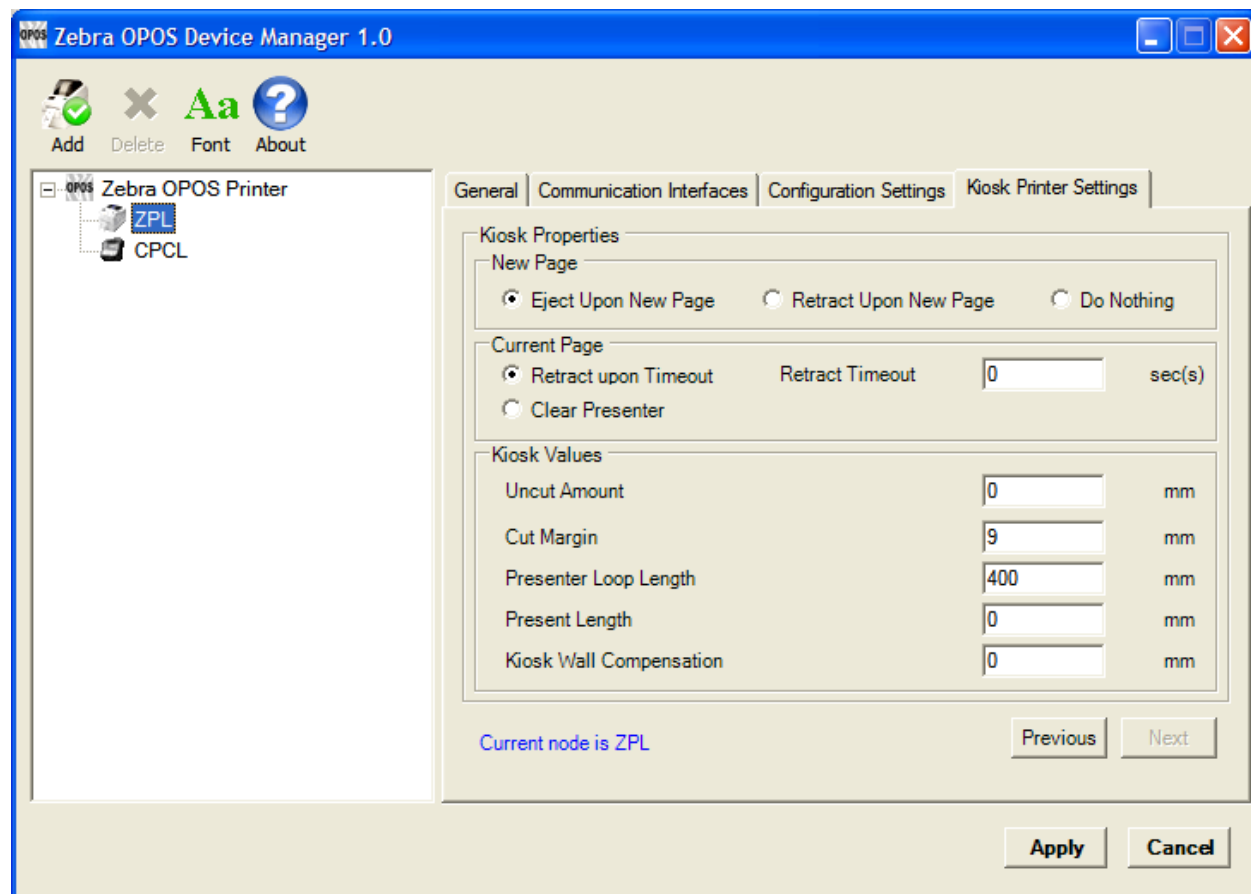 OPOS Zebra OPOS Device Manager 1.0
Add Delete Aa Font ? About
OPOS Zebra OPOS Printer
ZPL
CPCL
General Communication Interfaces Configuration Settings Kiosk Printer Settings
Kiosk Properties
New Page
Eject Upon New Page Retract Upon New Page Do Nothing
Current Page
Retract upon Timeout Retract Timeout 0 sec(s)
Clear Presenter
Kiosk Values
Uncut Amount 0 mm
Cut Margin 9 mm
Presenter Loop Length 400 mm
Present Length 0 mm
Kiosk Wall Compensation 0 mm
Current node is ZPL Previous Next
Apply Cancel